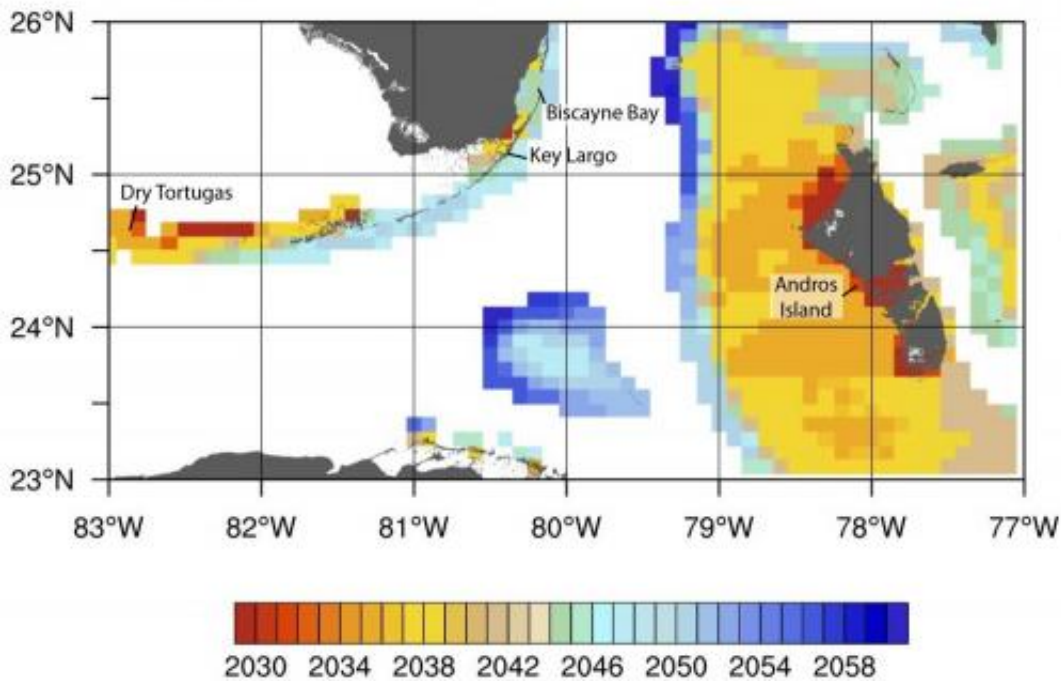 26°N
Biscayne Bay
Key Largo
25°N
Dry Tortugas
Andros
Island
24°N
23°N
83°W 82°W 81°W 80°W 79°W 78°W 77°W
2030 2034 2038 2042 2046 2050 2054 2058